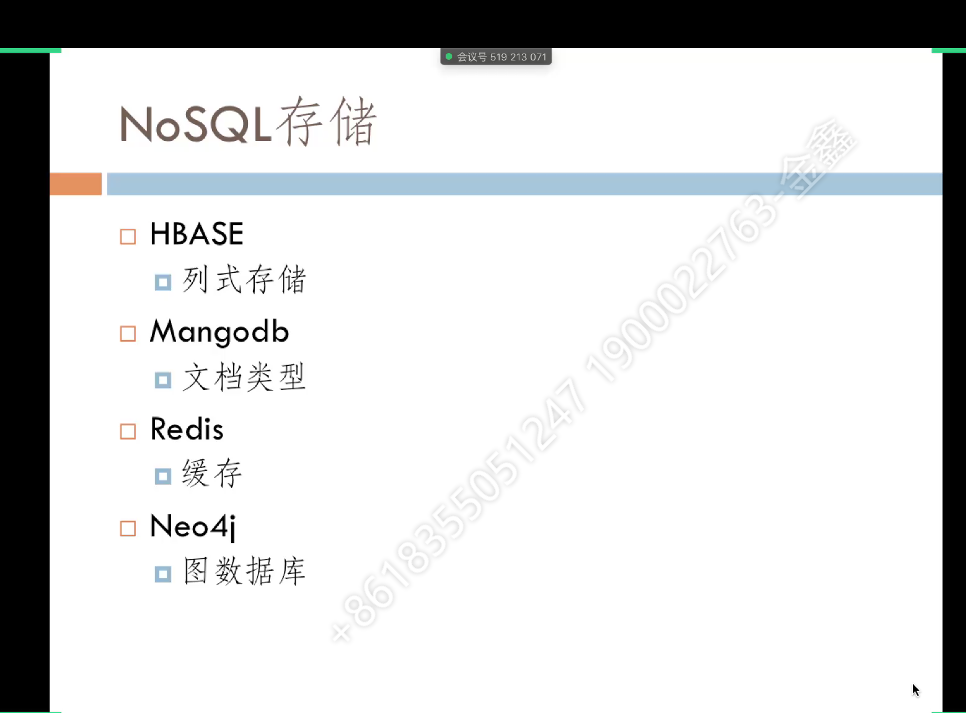 会议号 519 213 071
NoSQL存储
HBASE
列式存储
Mangodb
文档类型
Redis
缓存
Neo4j
图数据库
+8618355051247 1900022763-金鑫